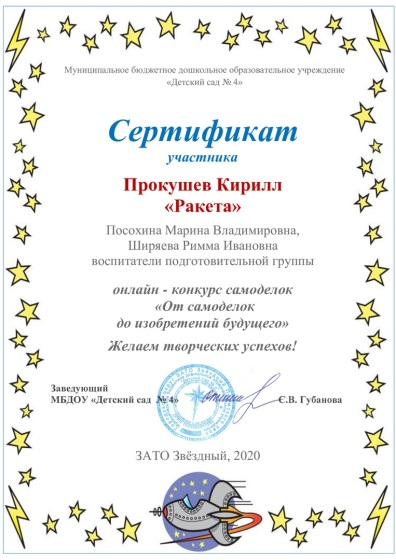 Муниципальное бюджетное дошкольное образовательное учреждение
«Детский сад № 4»
Сертификат
участника
Прокушев Кирилл
«Ракета»
Посохина Марина Владимировна,
Ширяева Римма Ивановна
воспитатели подготовительной группы
онлайн - конкурс самоделок
«От самоделок
до изобретений будущего»
Желаем творческих успехов!
Заведующий
МБДОУ «Детский сад № 4»
Є.В. Губанова
ЗАТО Звёздный, 2020